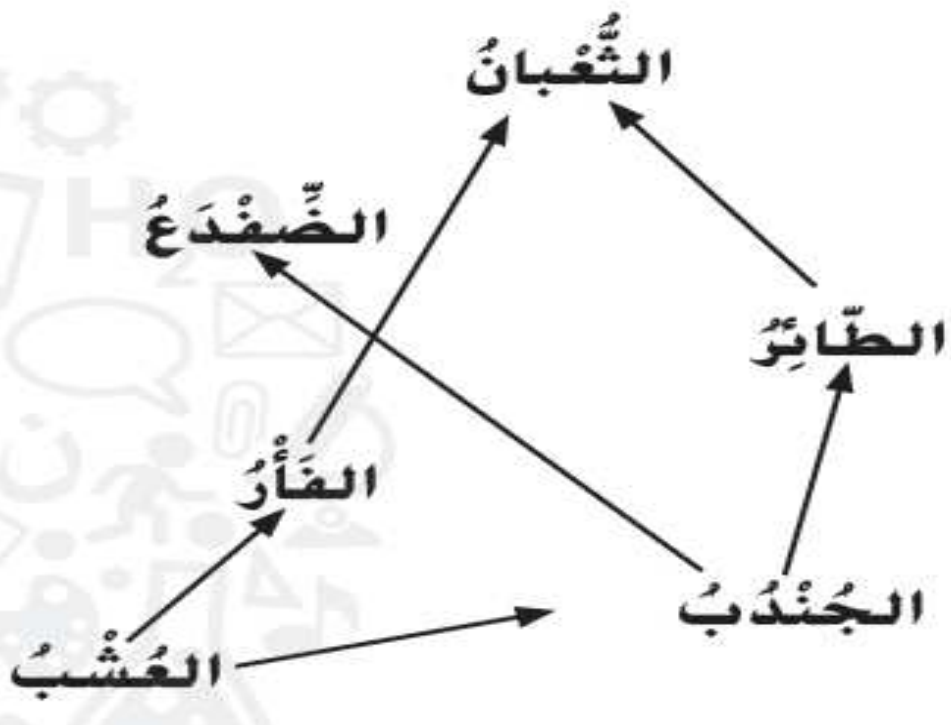 الثُّعْبانُ
الضِّفْدَعُ
الطّائِرُ
الفَأْرُ
الجُنْدُبُ
العُشْبُ